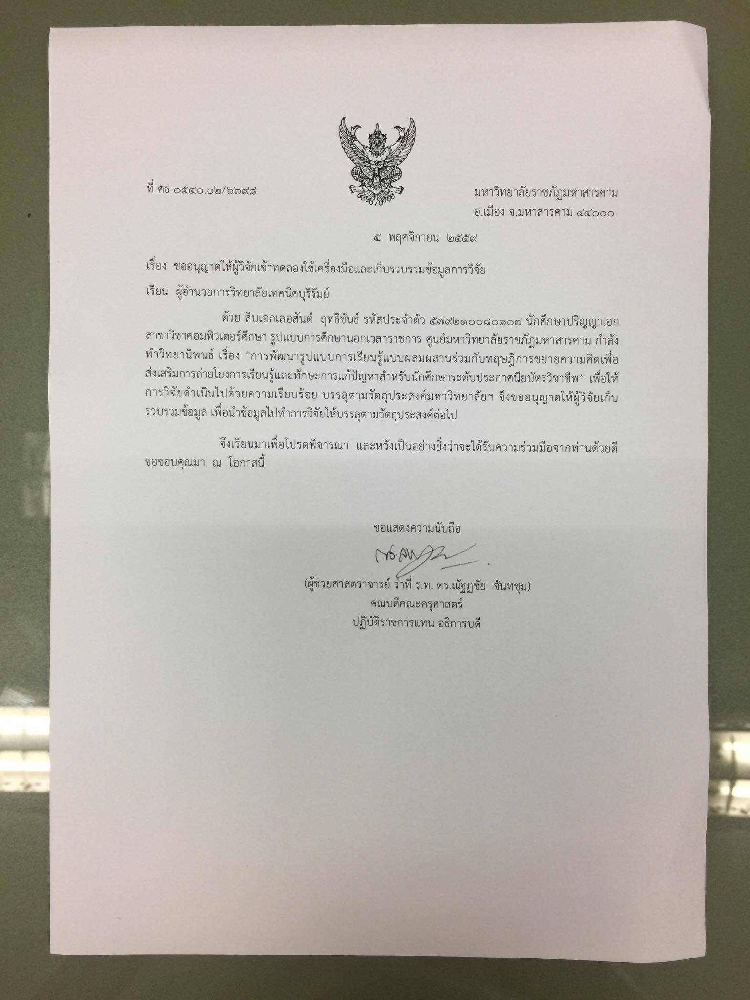 ที่ ศธ ๐๕๔๐.๐๒/๖๖๙๘
มหาวิทยาลัยราชภัฏมหาสารคาม
อ.เมือง จ.มหาสารคาม ๔๔๐๐๐
๕ พฤศจิกายน ๒๕๕๙
เรื่อง ขออนุญาตให้ผู้วิจัยเข้าทดลองใช้เครื่องมือและเก็บรวบรวมข้อมูลการวิจัย
เรียน ผู้อำนวยการวิทยาลัยเทคนิคบุรีรัมย์
ด้วย สิบเอกเลอสันต์ ฤทธิขันธ์ รหัสประจำตัว ๕๗๙๒๑๐๐๘๐๑๐๗ นักศึกษาปริญญาเอก
สาขาวิชาคอมพิวเตอร์ศึกษา รูปแบบการศึกษานอกเวลาราชการ ศูนย์มหาวิทยาลัยราชภัฏมหาสารคาม กำลัง
ทำวิทยานิพนธ์ เรื่อง “การพัฒนารูปแบบการเรียนรู้แบบผสมผสานร่วมกับทฤษฎีการขยายความคิดเพื่อ
ส่งเสริมการถ่ายโยงการเรียนรู้และทักษะการแก้ปัญหาสำหรับนักศึกษาระดับประกาศนียบัตรวิชาชีพ” เพื่อให้
การวิจัยดำเนินไปด้วยความเรียบร้อย บรรลุตามวัตถุประสงค์มหาวิทยาลัยฯ จึงขออนุญาตให้ผู้วิจัยเก็บ
รวบรวมข้อมูล เพื่อนำข้อมูลไปทำการวิจัยให้บรรลุตามวัตถุประสงค์ต่อไป
จึงเรียนมาเพื่อโปรดพิจารณา และหวังเป็นอย่างยิ่งว่าจะได้รับความร่วมมือจากท่านด้วยดี
ขอขอบคุณมา ณ โอกาสนี้
ขอแสดงความนับถือ
(ผู้ช่วยศาสตราจารย์ ว่าที่ ร.ท. ดร.ณัฐฏชัย จันทชุม)
คณบดีคณะครุศาสตร์
ปฏิบัติราชการแทน อธิการบดี